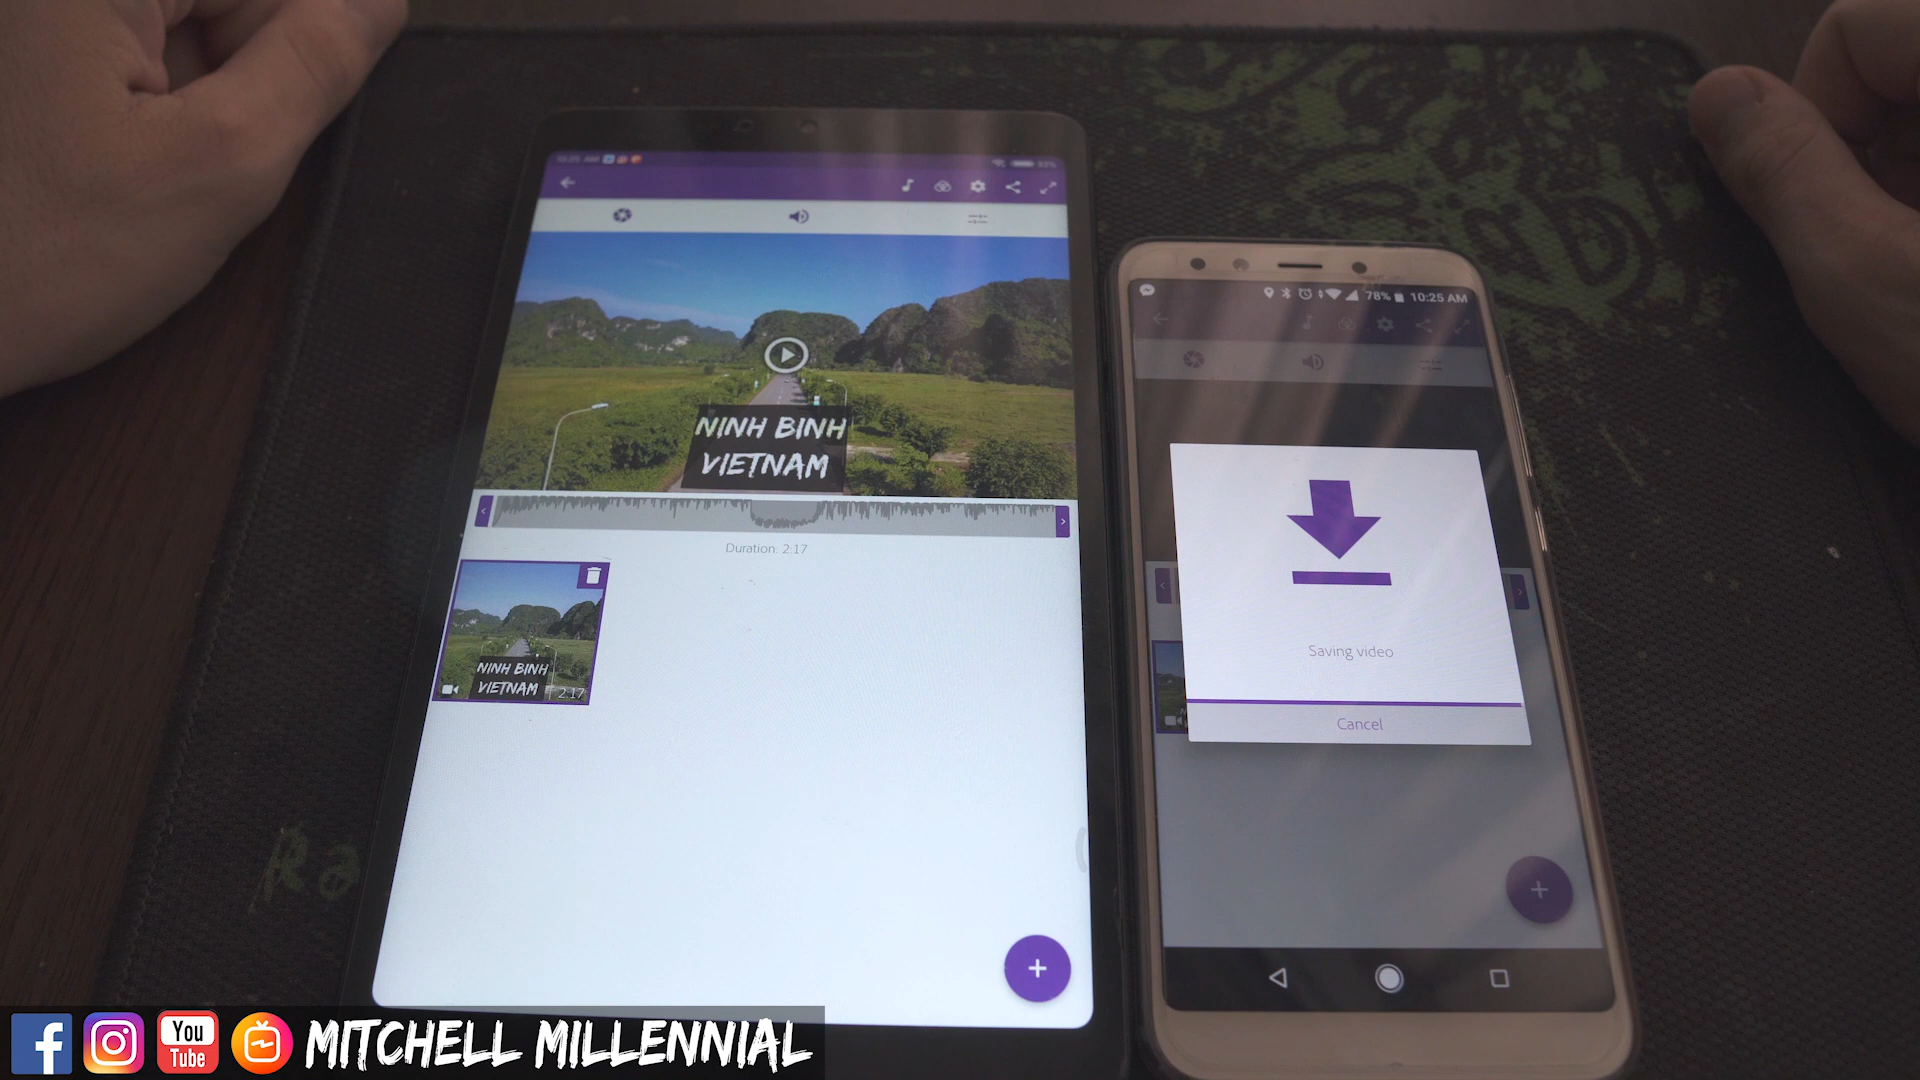 78% 10:25 AM
NINH BINH
VIETNAM
Duration: 2:17
NINH BINH
VIETNAM
2:17
Saving video
Cancel
Ra
You
Tube
MITCHELL MILLENNIAL